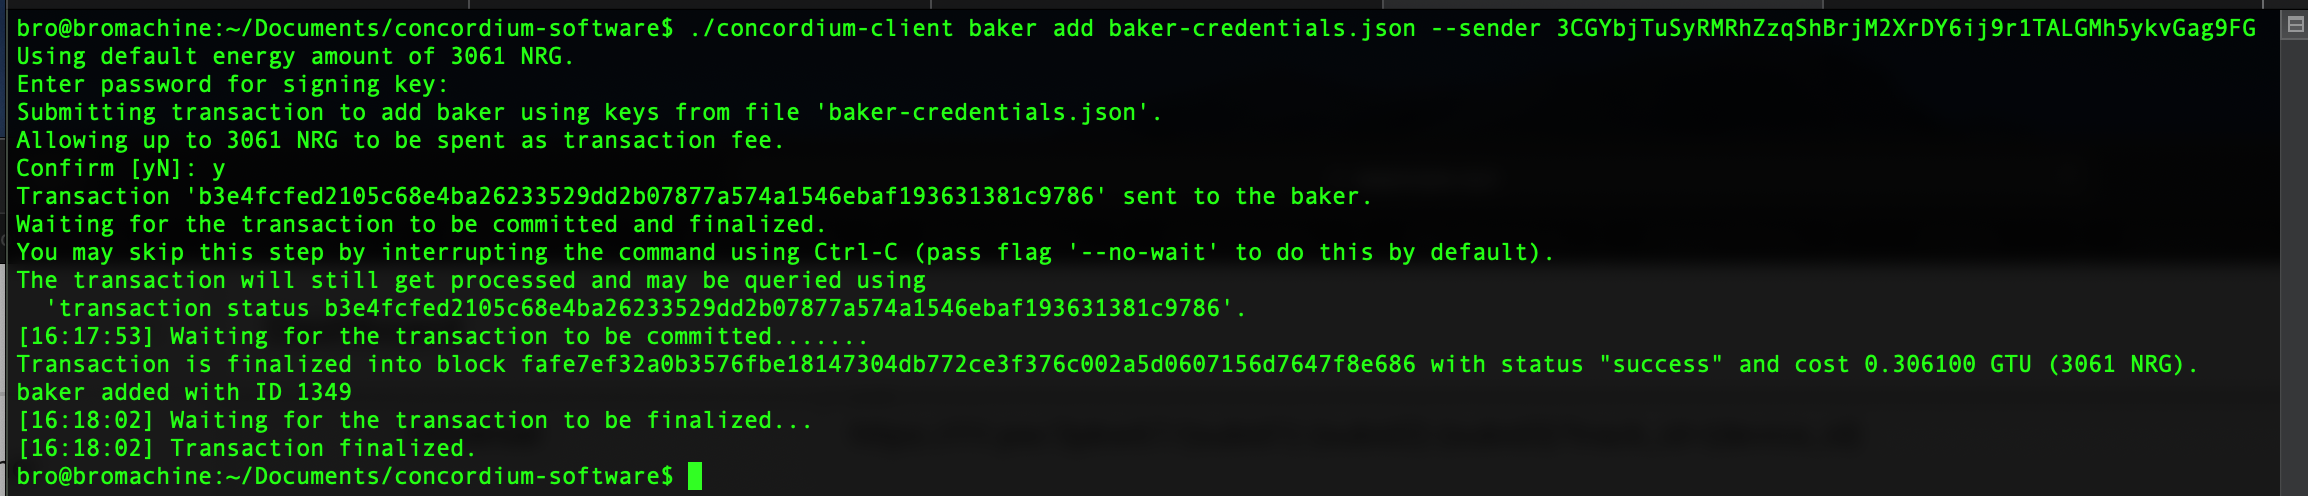 bro@bromachine:~/Documents/concordium-software$ ./concordium-client baker add baker-credentials.json --sender 3CGYbjTuSyRMRhZzqShBrjM2XrDY6ij9r1TALGMh5ykvGag9FG
Using default energy amount of 3061 NRG.
Enter password for signing key:
Submitting transaction to add baker using keys from file 'baker-credentials.json'.
Allowing up to 3061 NRG to be spent as transaction fee.
Confirm [yN]: y
Transaction 'b3e4fcfed2105c68e4ba26233529dd2b07877a574a1546ebaf193631381c9786' sent to the baker.
Waiting for the transaction to be committed and finalized.
You may skip this step by interrupting the command using Ctrl-C (pass flag '--no-wait' to do this by default).
The transaction will still get processed and may be queried using
  'transaction status b3e4fcfed2105c68e4ba26233529dd2b07877a574a1546ebaf193631381c9786'.
[16:17:53] Waiting for the transaction to be committed.......
Transaction is finalized into block fafe7ef32a0b3576fbe18147304db772ce3f376c002a5d0607156d7647f8e686 with status "success" and cost 0.306100 GTU (3061 NRG).
baker added with ID 1349
[16:18:02] Waiting for the transaction to be finalized...
[16:18:02] Transaction finalized.
bro@bromachine:~/Documents/concordium-software$